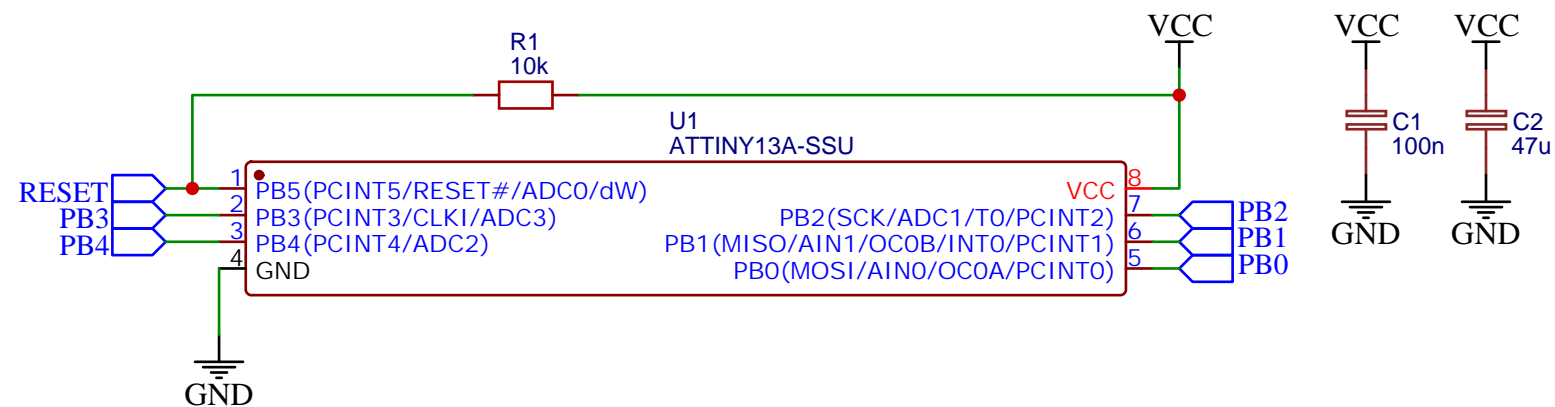 VCC
VCC
VCC
R1
10k
U1
ATTINY13A-SSU
C1
100n
C2
47u
RESET
1
PB5(PCINT5/RESET#/ADC0/dW)
VCC
8
PB3
2
PB3(PCINT3/CLKI/ADC3)
PB2(SCK/ADC1/T0/PCINT2)
7
PB2
PB4
3
PB4(PCINT4/ADC2)
PB1(MISO/AIN1/OC0B/INT0/PCINT1)
6
PB1
4
GND
PB0(MOSI/AIN0/OC0A/PCINT0)
5
PB0
GND
GND
GND